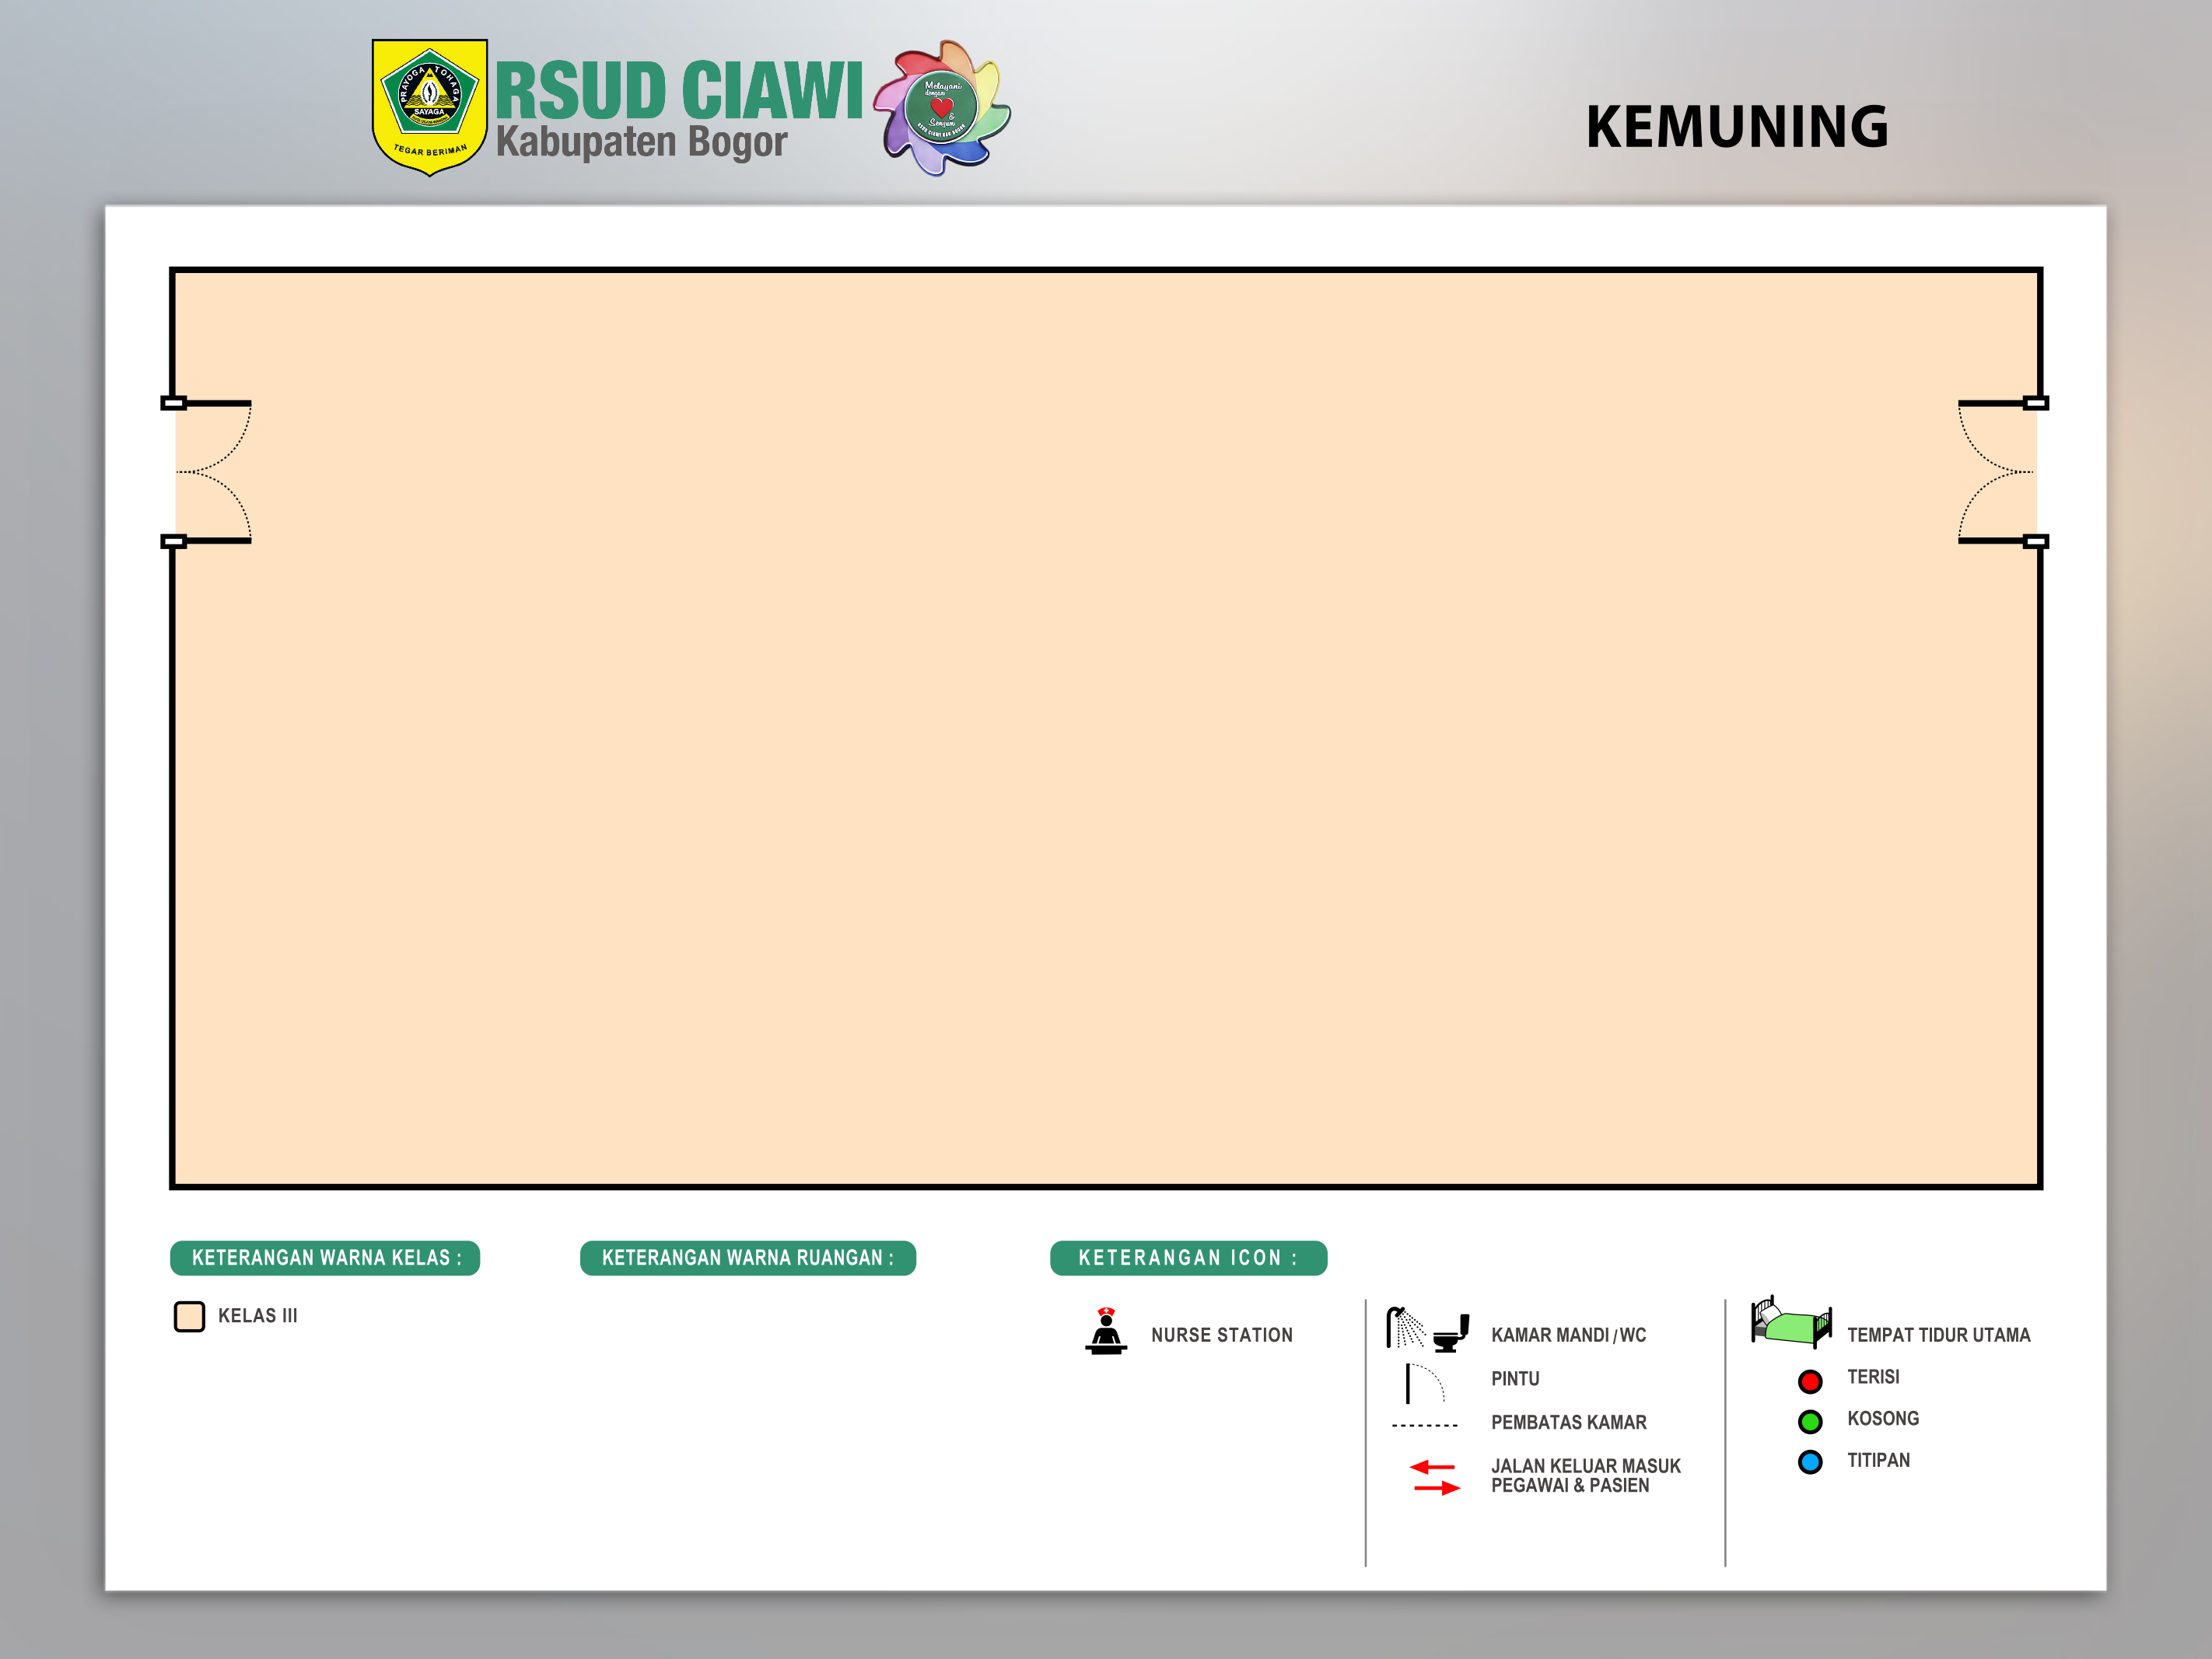 PRAYOGA TOHAGA
SAYAGA
TEGAR BERIMAN
RSUD CIAWI
Kabupaten Bogor
Melayani
dengan
&
Senyum
RSUD CIAWI KAB BOGOR
KEMUNING
KETERANGAN WARNA KELAS :
KELAS III
KETERANGAN WARNA RUANGAN :
KETERANGAN ICON :
NURSE STATION
KAMAR MANDI / WC
PINTU
PEMBATAS KAMAR
JALAN KELUAR MASUK
PEGAWAI & PASIEN
TEMPAT TIDUR UTAMA
TERISI
KOSONG
TITIPAN